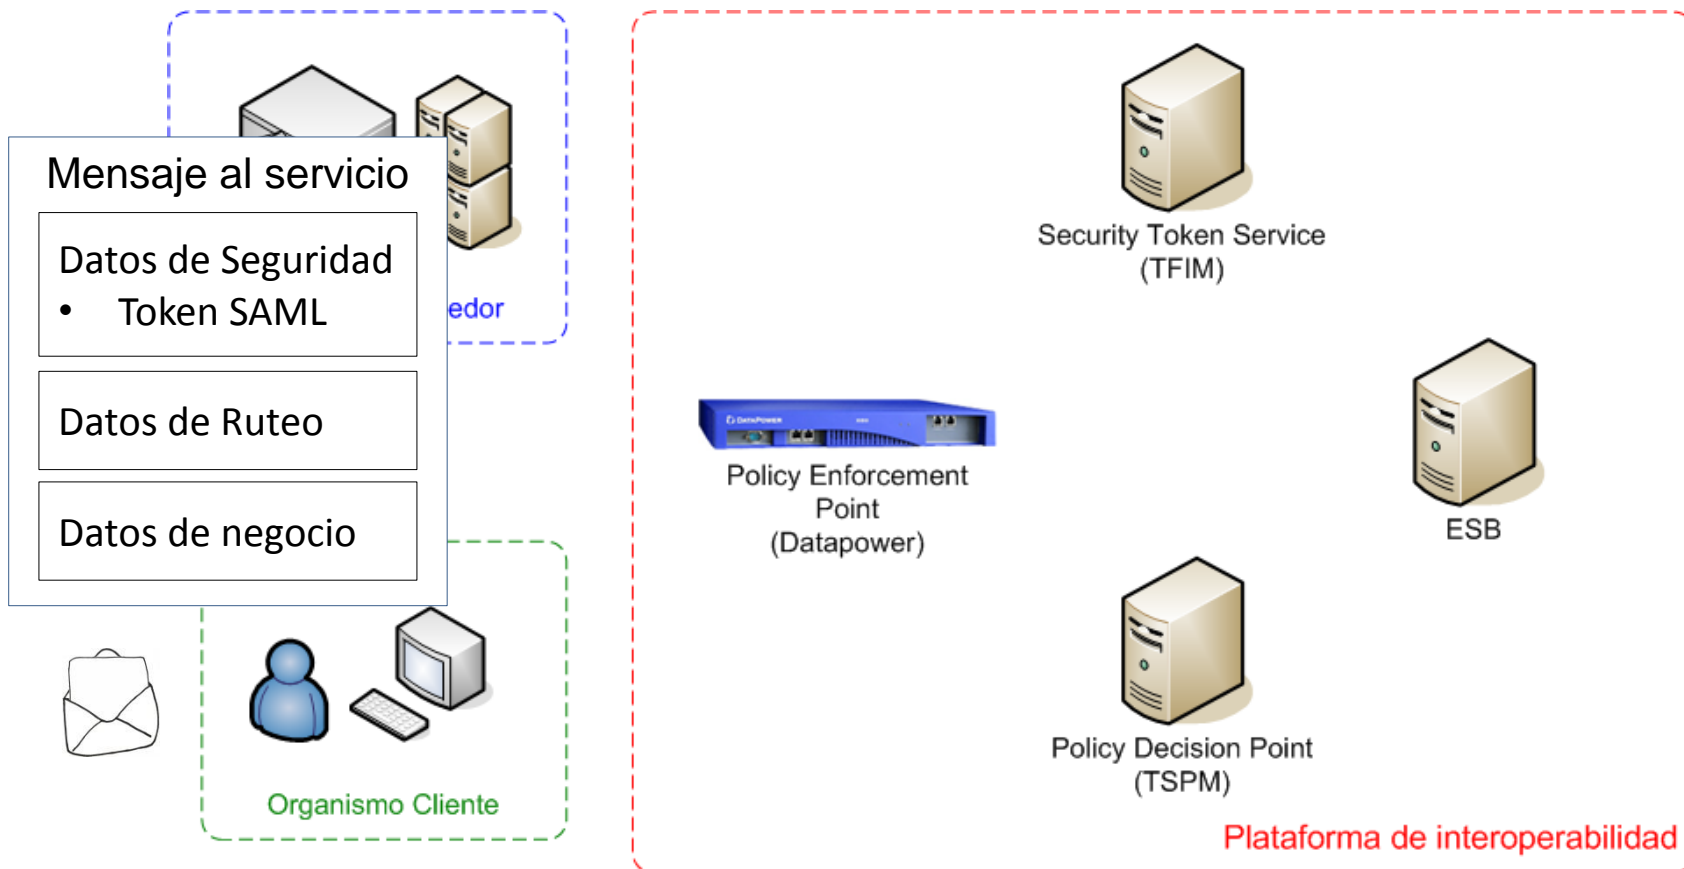 Mensaje al servicio
Datos de Seguridad
• Token SAML
Datos de Ruteo
Datos de negocio
edor
Organismo Cliente
Security Token Service
(TFIM)
DATAPOWER
Policy Enforcement
Point
(Datapower)
ESB
Policy Decision Point
(TSPM)
Plataforma de interoperabilidad